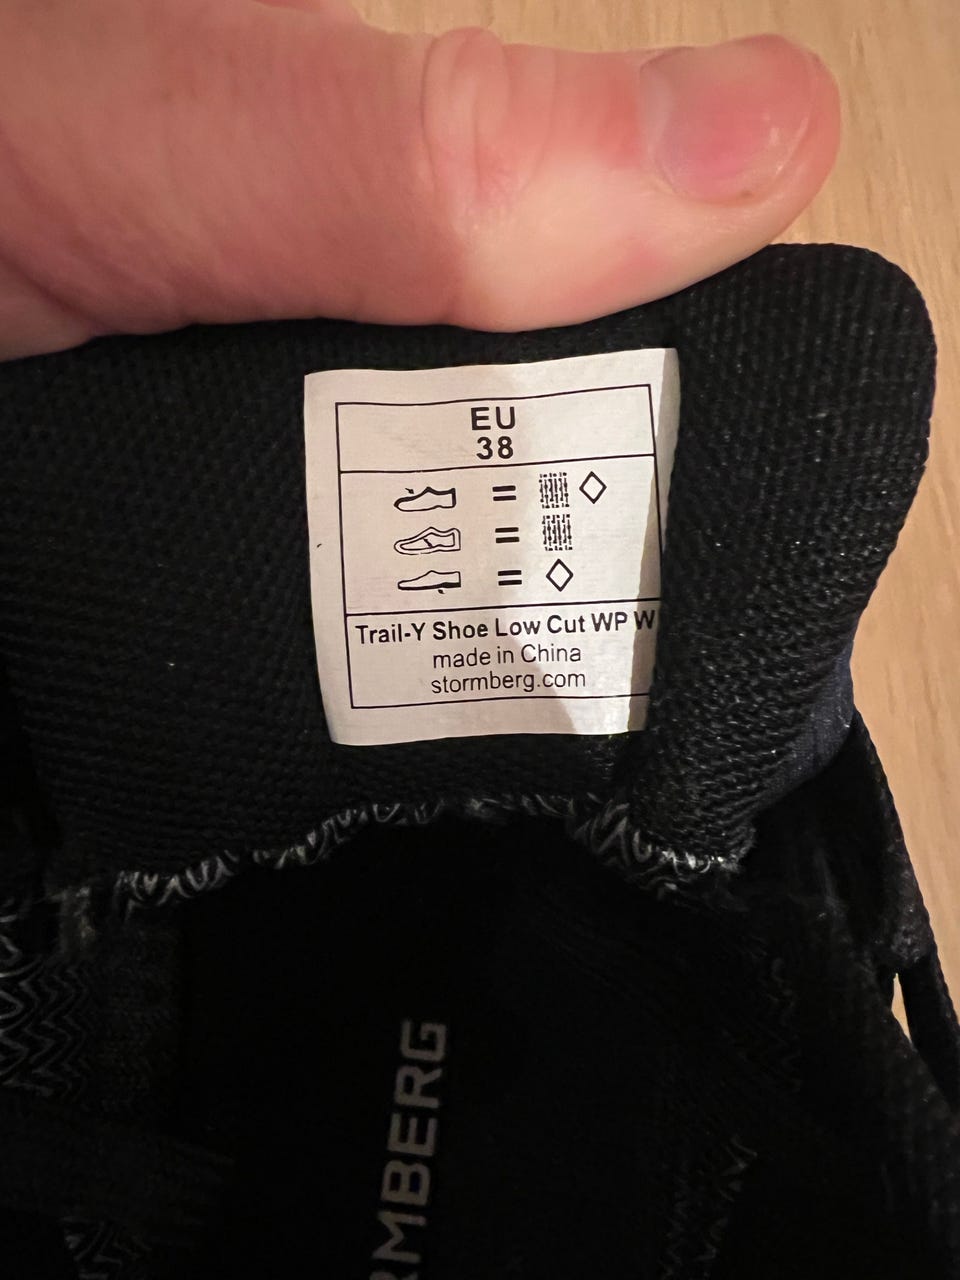 EU
38
=
=
=
Trail-Y Shoe Low Cut WP W
made in China
stormberg.com
RMBERG